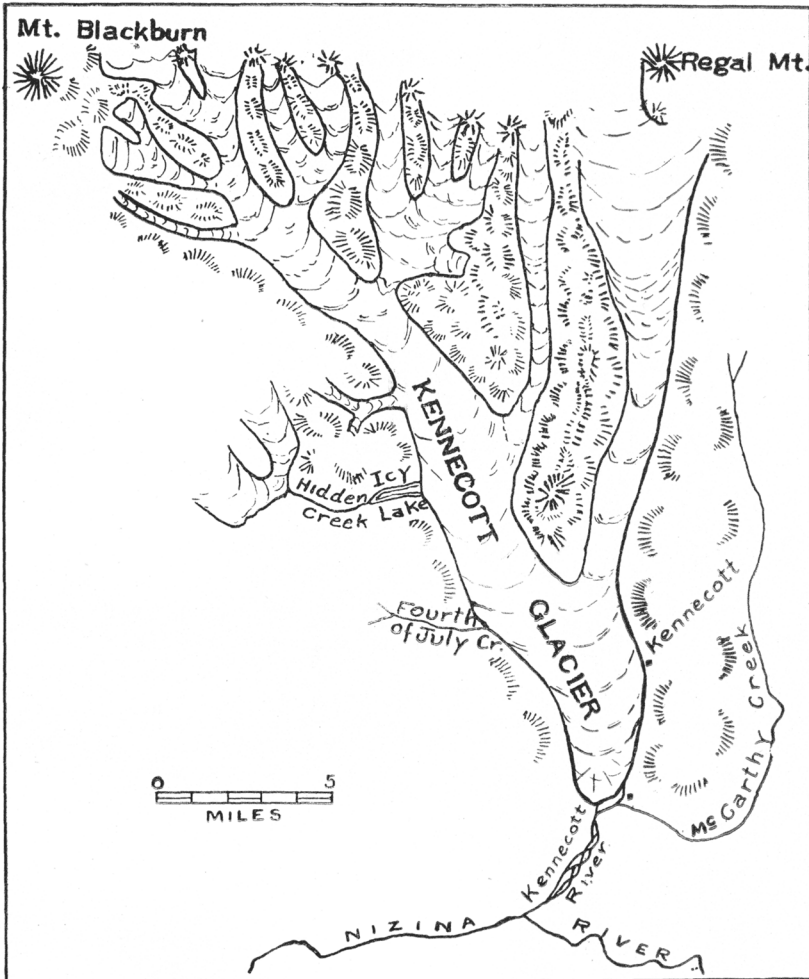 Mt. Blackburn
Regal Mt.
KENNECOTT
GLACIER
Icy
Hidden
Creek Lake
Fourth
of July Cr.
Kennecott
McCarthy Creek
0 5
MILES
Kennecott
River
NIZINA
RIVER